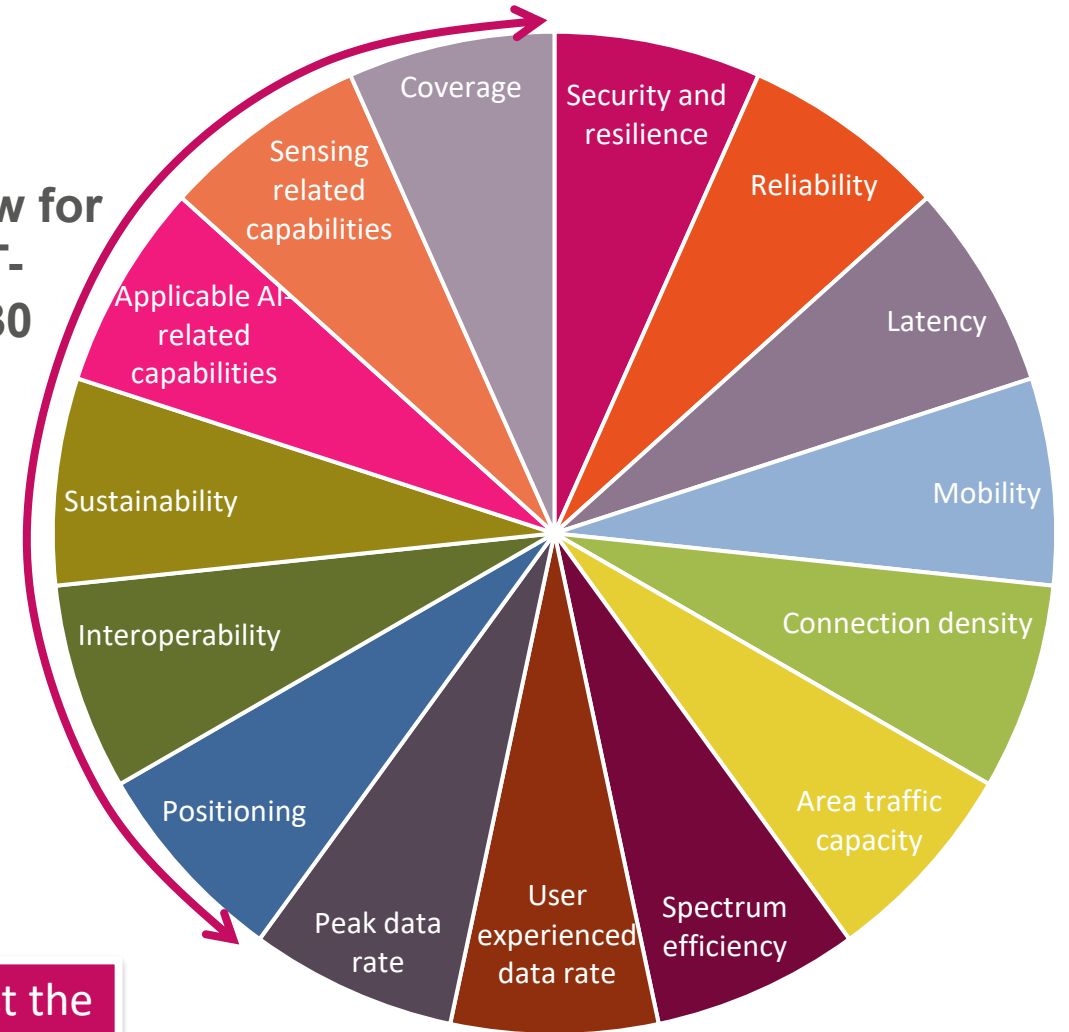 Coverage
Security and
resilience
Sensing
related
capabilities
Reliability
w for
T-
30
Applicable AI-
related
capabilities
Latency
Sustainability
Mobility
Interoperability
Connection density
Positioning
Area traffic
capacity
Peak data
rate
User
experienced
data rate
Spectrum
efficiency
t the